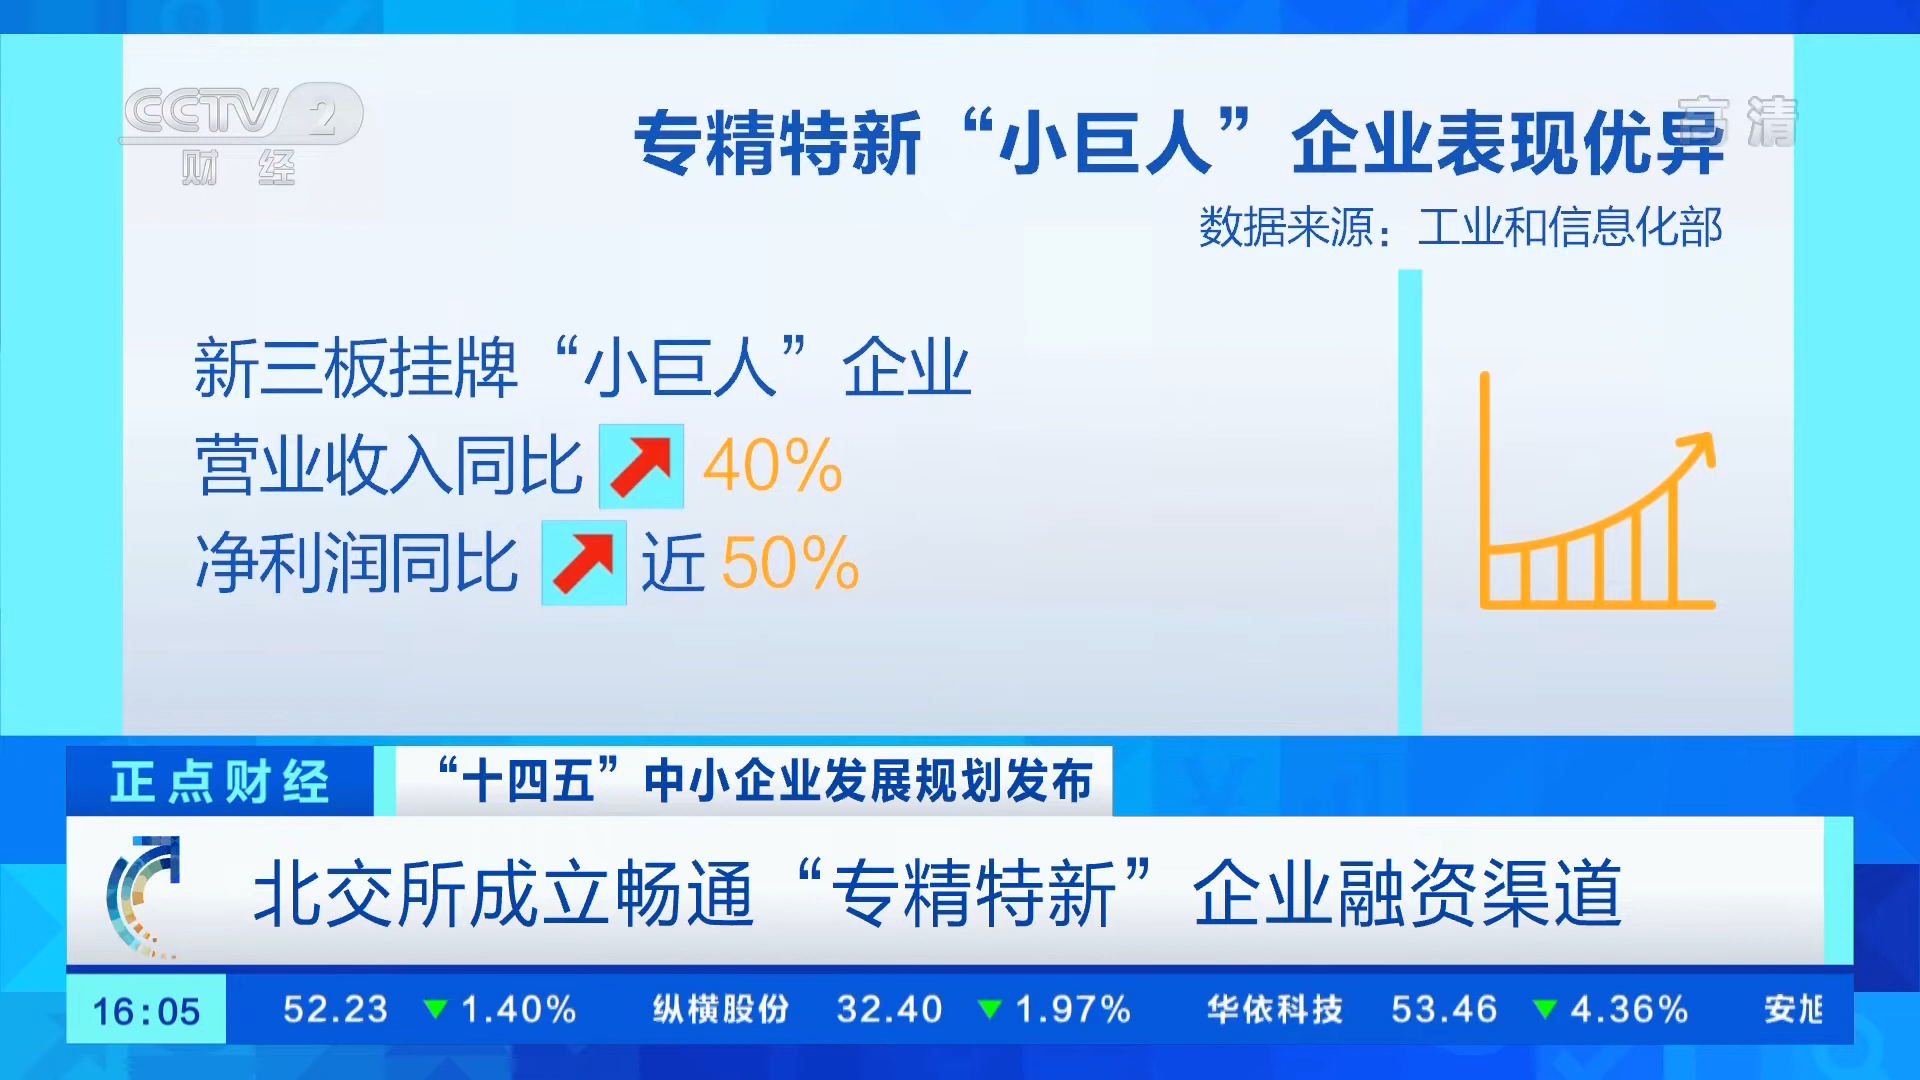 CCTV 2
财 经
高清
专精特新“小巨人”企业表现优异
数据来源：工业和信息化部
新三板挂牌“小巨人”企业
营业收入同比 40%
净利润同比 近50%
正点财经
“十四五”中小企业发展规划发布
北交所成立畅通“专精特新”企业融资渠道
16:05 52.23 ▼1.40% 纵横股份 32.40 ▼1.97% 华依科技 53.46 ▼4.36% 安旭